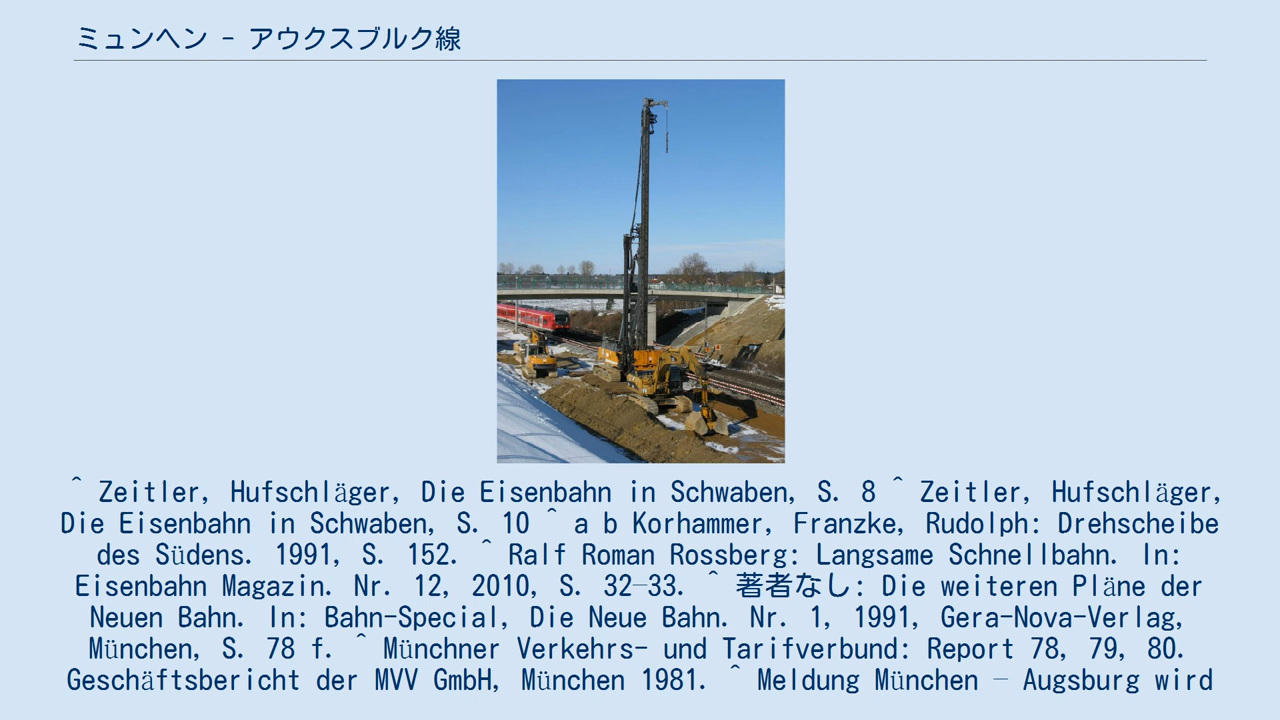 ミュンヘン - アウクスブルク線
^ Zeitler, Hufschläger, Die Eisenbahn in Schwaben, S. 8 ^ Zeitler, Hufschläger,
Die Eisenbahn in Schwaben, S. 10 ^ a b Korhammer, Franzke, Rudolph: Drehscheibe
des Südens. 1991, S. 152. ^ Ralf Roman Rossberg: Langsame Schnellbahn. In:
Eisenbahn Magazin. Nr. 12, 2010, S. 32–33. ^ 著者なし: Die weiteren Pläne der
Neuen Bahn. In: Bahn-Special, Die Neue Bahn. Nr. 1, 1991, Gera-Nova-Verlag,
München, S. 78 f. ^ Münchner Verkehrs- und Tarifverbund: Report 78, 79, 80.
Geschäftsbericht der MVV GmbH, München 1981. ^ Meldung München – Augsburg wird